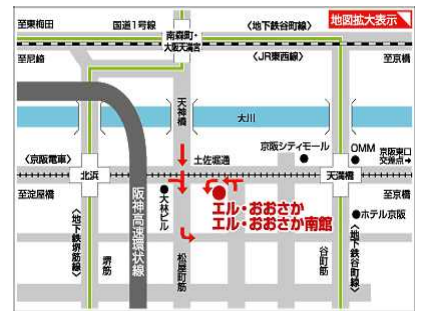 至東梅田
国道1号線
〈地下鉄谷町線〉
地図拡大表示
南森町・
大阪天満宮
至尼崎
〈JR東西線〉
至京橋
天神橋
大川
京阪シティモール
OMM
京阪東口
交差点→
〈京阪電車〉
土佐堀通
北浜
天満橋
至淀屋橋
至京橋
大林ビル
エル・おおさか
エル・おおさか南館
ホテル京阪
阪神高速環状線
〈地下鉄堺筋線〉
堺筋
松屋町筋
谷町筋
〈地下鉄谷町線〉